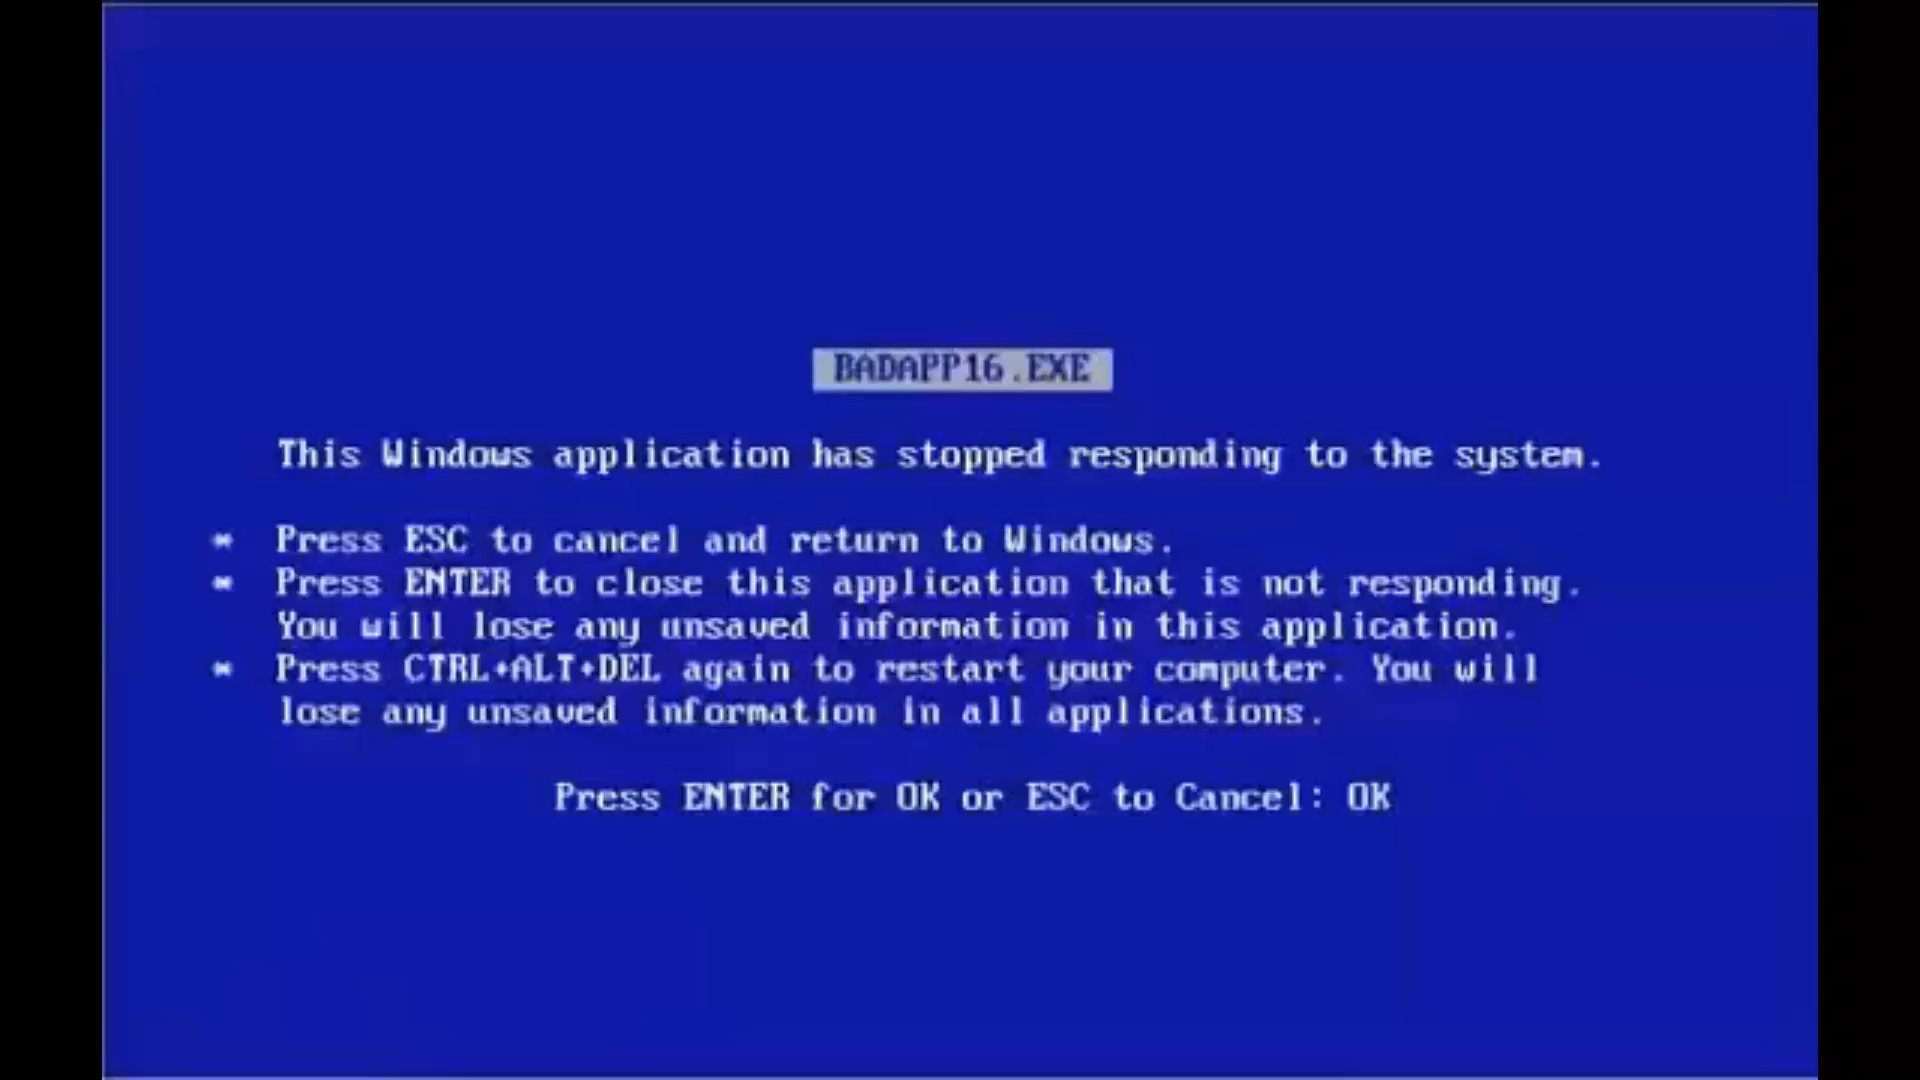 BADAPP16.EXE
This Windows application has stopped responding to the system.
* Press ESC to cancel and return to Windows.
* Press ENTER to close this application that is not responding.
You will lose any unsaved information in this application.
* Press CTRL+ALT+DEL again to restart your computer. You will
lose any unsaved information in all applications.
Press ENTER for OK or ESC to Cancel: OK